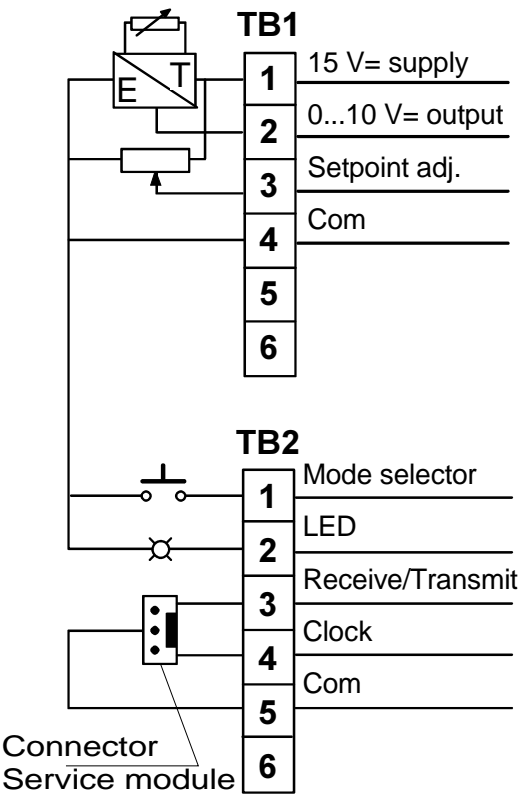 TB1
E
T
1
15 V= supply
2
0...10 V= output
3
Setpoint adj.
4
Com
5
6
TB2
1
Mode selector
2
LED
3
Receive/Transmit
4
Clock
5
Com
6
Connector
Service module